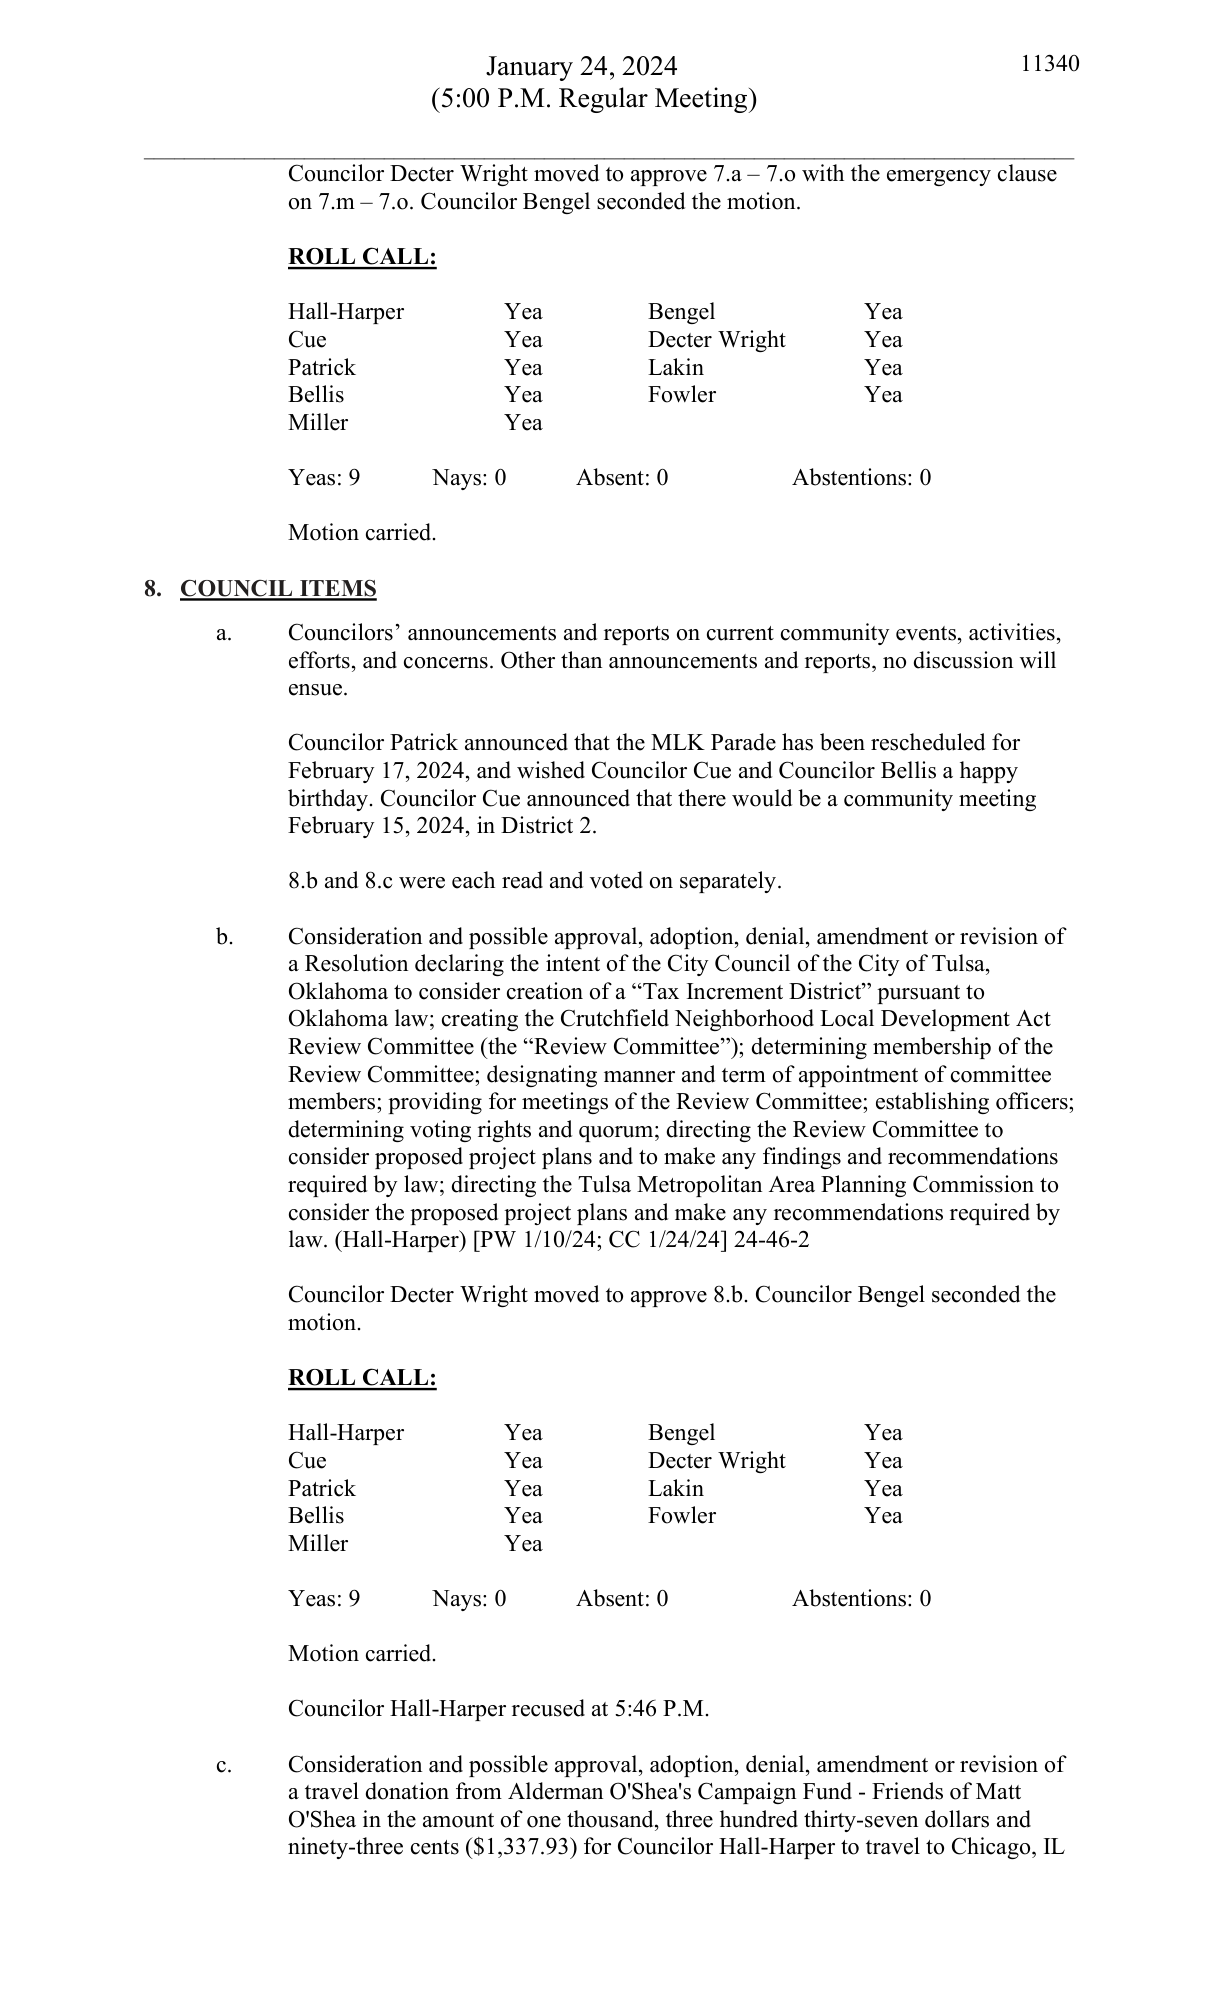 January 24, 2024
11340
(5:00 P.M. Regular Meeting)
Councilor Decter Wright moved to approve 7.a – 7.o with the emergency clause
on 7.m – 7.o. Councilor Bengel seconded the motion.
ROLL CALL:
Hall-Harper Yea Bengel Yea
Cue Yea Decter Wright Yea
Patrick Yea Lakin Yea
Bellis Yea Fowler Yea
Miller Yea
Yeas: 9 Nays: 0 Absent: 0 Abstentions: 0
Motion carried.
8. COUNCIL ITEMS
a. Councilors’ announcements and reports on current community events, activities,
efforts, and concerns. Other than announcements and reports, no discussion will
ensue.
Councilor Patrick announced that the MLK Parade has been rescheduled for
February 17, 2024, and wished Councilor Cue and Councilor Bellis a happy
birthday. Councilor Cue announced that there would be a community meeting
February 15, 2024, in District 2.
8.b and 8.c were each read and voted on separately.
b. Consideration and possible approval, adoption, denial, amendment or revision of
a Resolution declaring the intent of the City Council of the City of Tulsa,
Oklahoma to consider creation of a “Tax Increment District” pursuant to
Oklahoma law; creating the Crutchfield Neighborhood Local Development Act
Review Committee (the “Review Committee”); determining membership of the
Review Committee; designating manner and term of appointment of committee
members; providing for meetings of the Review Committee; establishing officers;
determining voting rights and quorum; directing the Review Committee to
consider proposed project plans and to make any findings and recommendations
required by law; directing the Tulsa Metropolitan Area Planning Commission to
consider the proposed project plans and make any recommendations required by
law. (Hall-Harper) [PW 1/10/24; CC 1/24/24] 24-46-2
Councilor Decter Wright moved to approve 8.b. Councilor Bengel seconded the
motion.
ROLL CALL:
Hall-Harper Yea Bengel Yea
Cue Yea Decter Wright Yea
Patrick Yea Lakin Yea
Bellis Yea Fowler Yea
Miller Yea
Yeas: 9 Nays: 0 Absent: 0 Abstentions: 0
Motion carried.
Councilor Hall-Harper recused at 5:46 P.M.
c. Consideration and possible approval, adoption, denial, amendment or revision of
a travel donation from Alderman O'Shea's Campaign Fund - Friends of Matt
O'Shea in the amount of one thousand, three hundred thirty-seven dollars and
ninety-three cents ($1,337.93) for Councilor Hall-Harper to travel to Chicago, IL